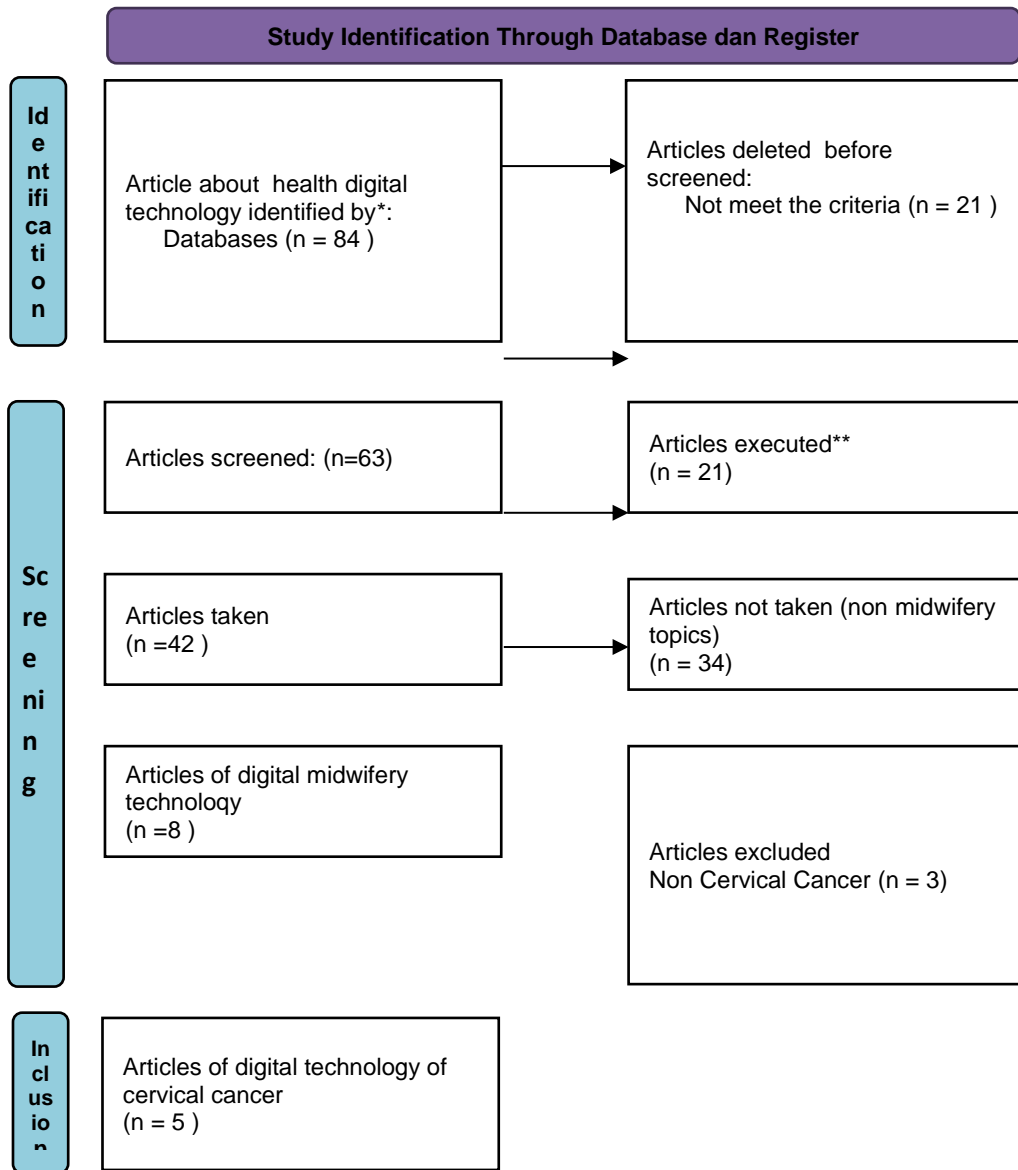 Study Identification Through Database dan Register
Id
e
nt
ifi
ca
ti
o
n
Article about health digital
technology identified by*:
Databases (n = 84 )
Articles deleted before
screened:
Not meet the criteria (n = 21 )
Sc
re
e
ni
n
g
Articles screened: (n=63)
Articles executed**
(n = 21)
Articles taken
(n =42 )
Articles not taken (non midwifery
topics)
(n = 34)
Articles of digital midwifery
technoloqy
(n =8 )
Articles excluded
Non Cervical Cancer (n = 3)
In
cl
us
io
n
Articles of digital technology of
cervical cancer
(n = 5 )